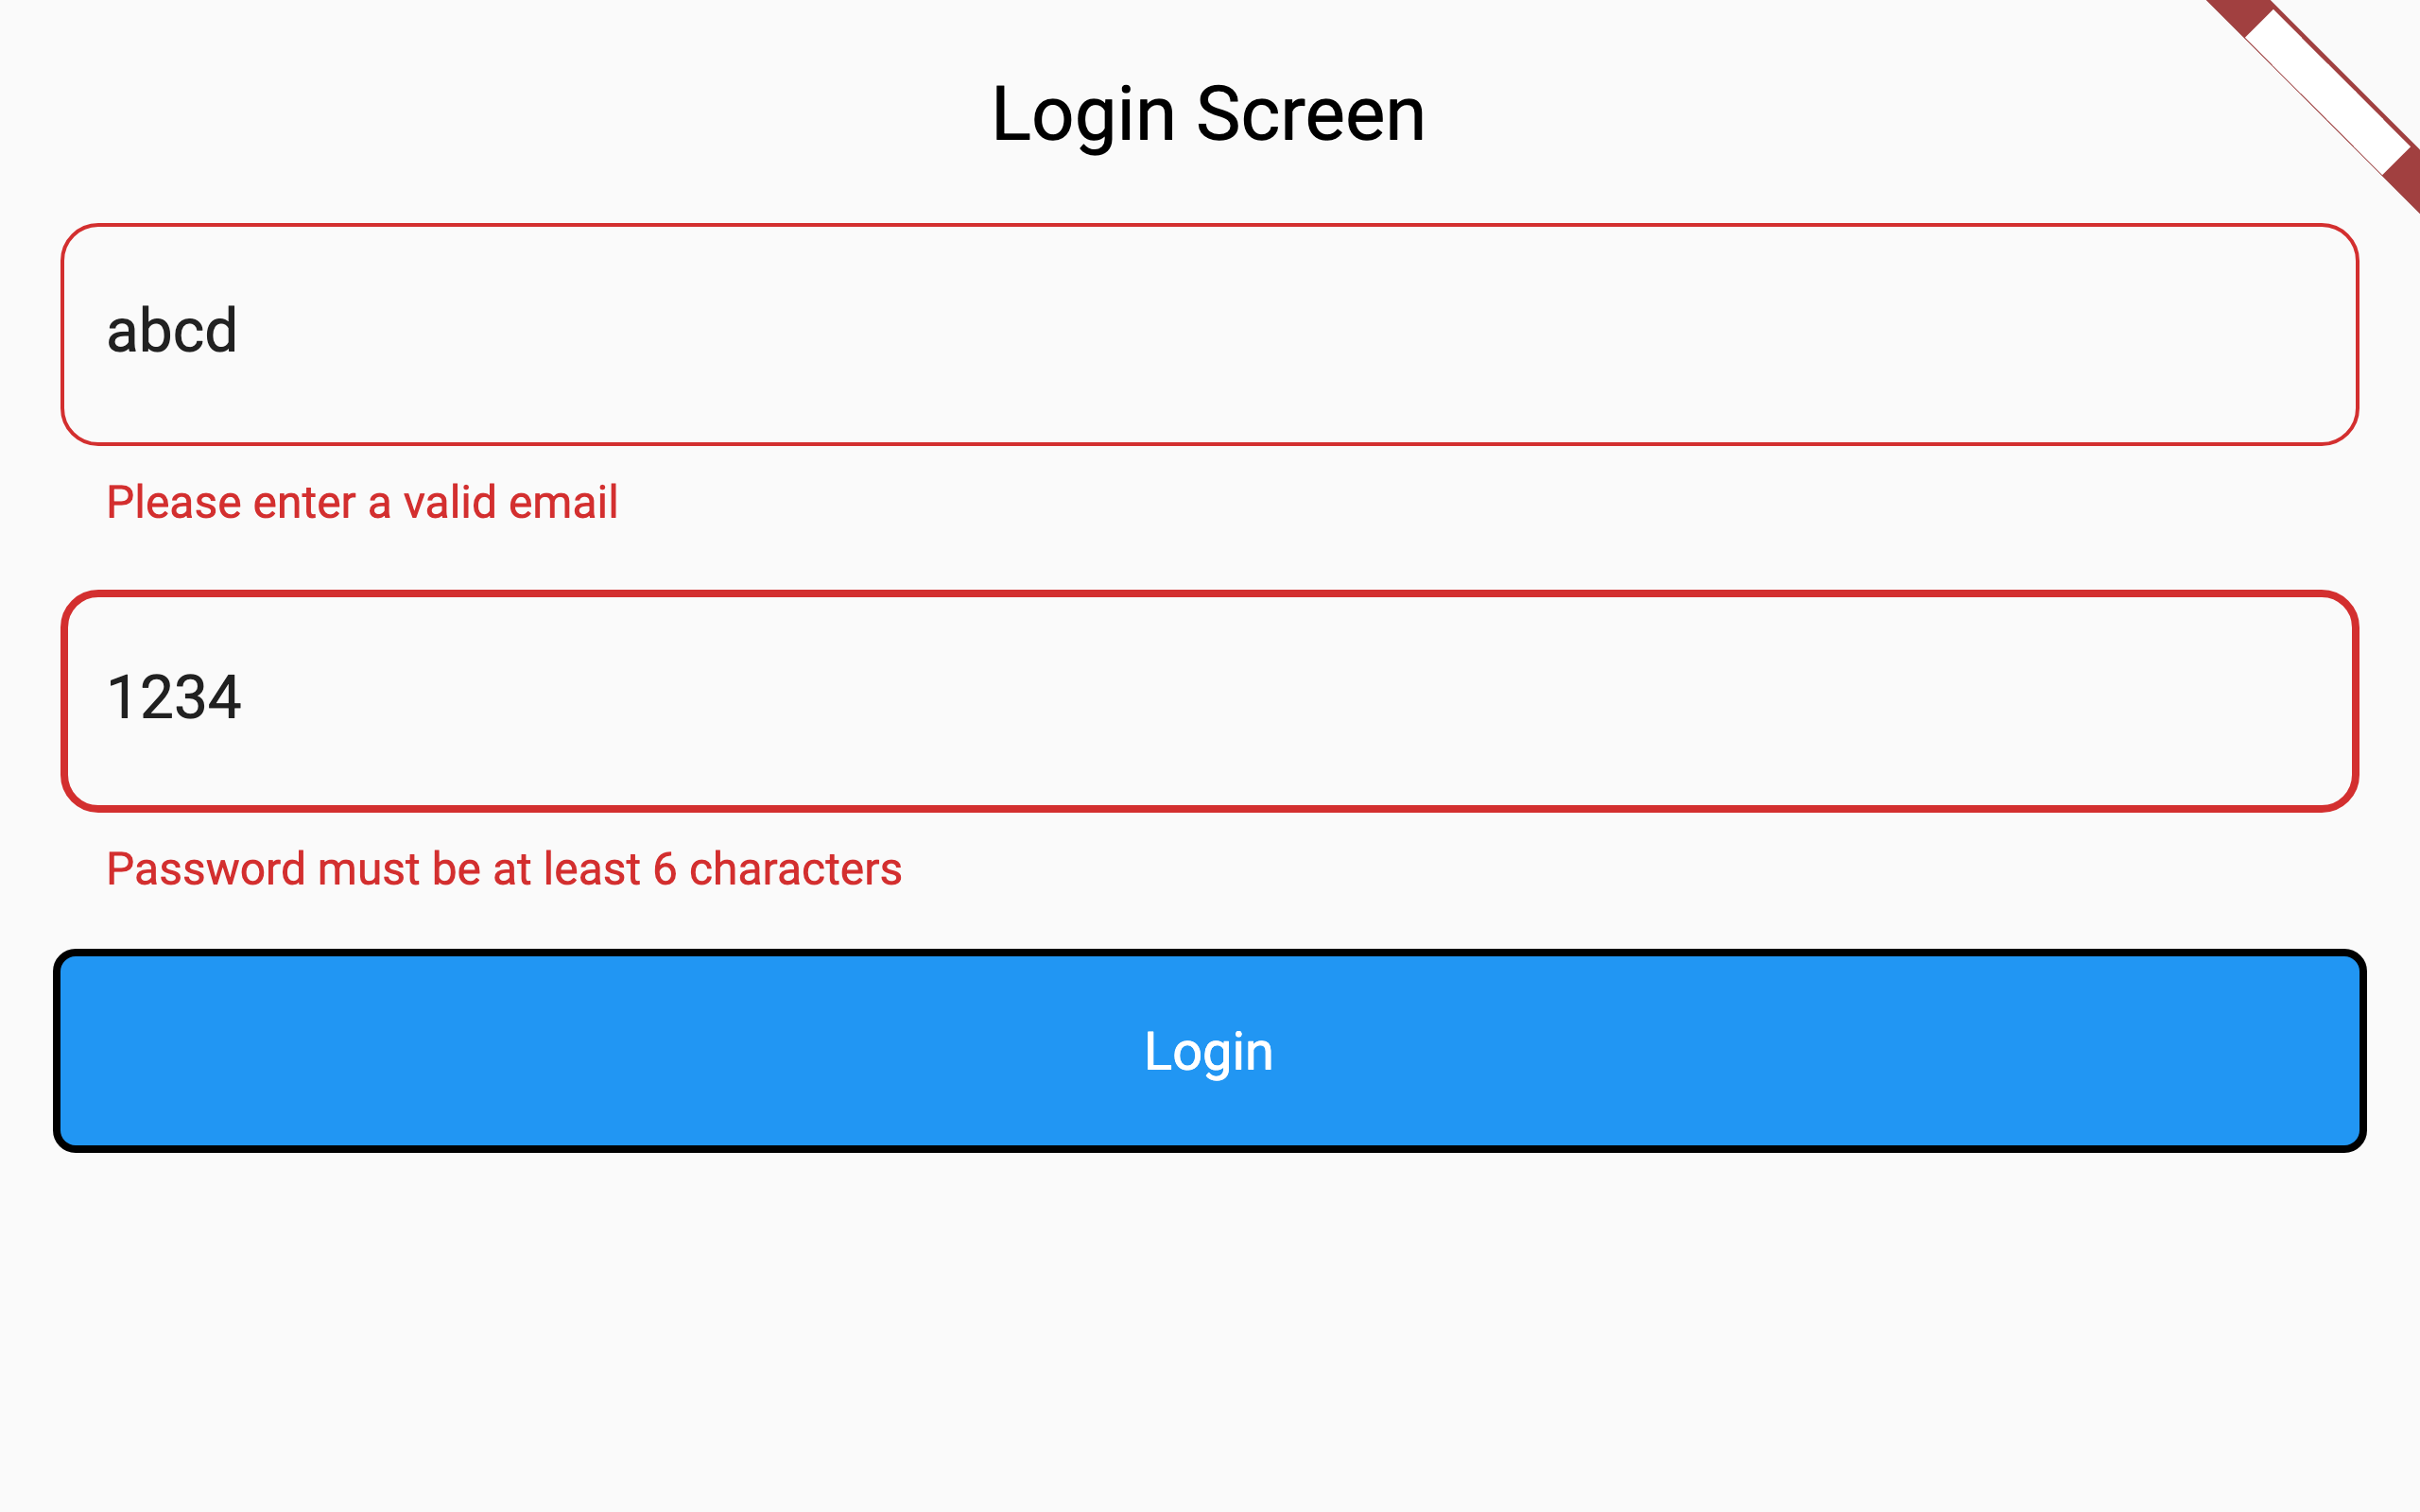 Login Screen
abcd
Please enter a valid email
1234
Password must be at least 6 characters
Login